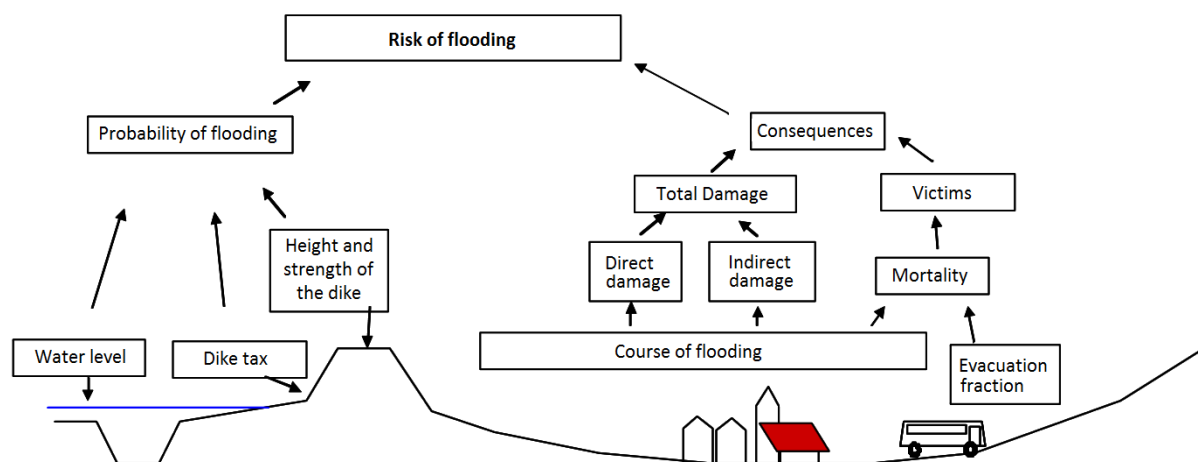 Risk of flooding
Probability of flooding
Consequences
Total Damage
Victims
Height and
strength of
the dike
Direct
damage
Indirect
damage
Mortality
Water level
Dike tax
Course of flooding
Evacuation
fraction